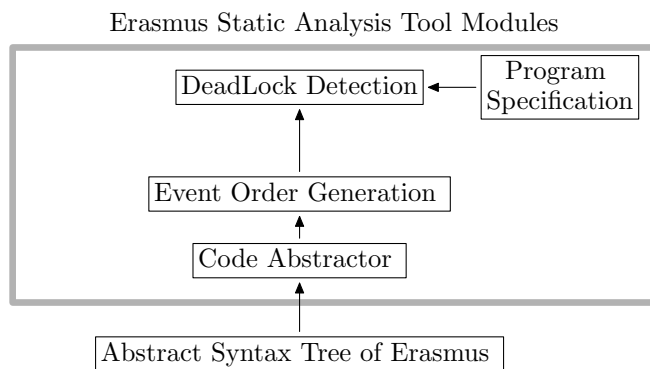 Erasmus Static Analysis Tool Modules
DeadLock Detection
Program
Specification
Event Order Generation
Code Abstractor
Abstract Syntax Tree of Erasmus